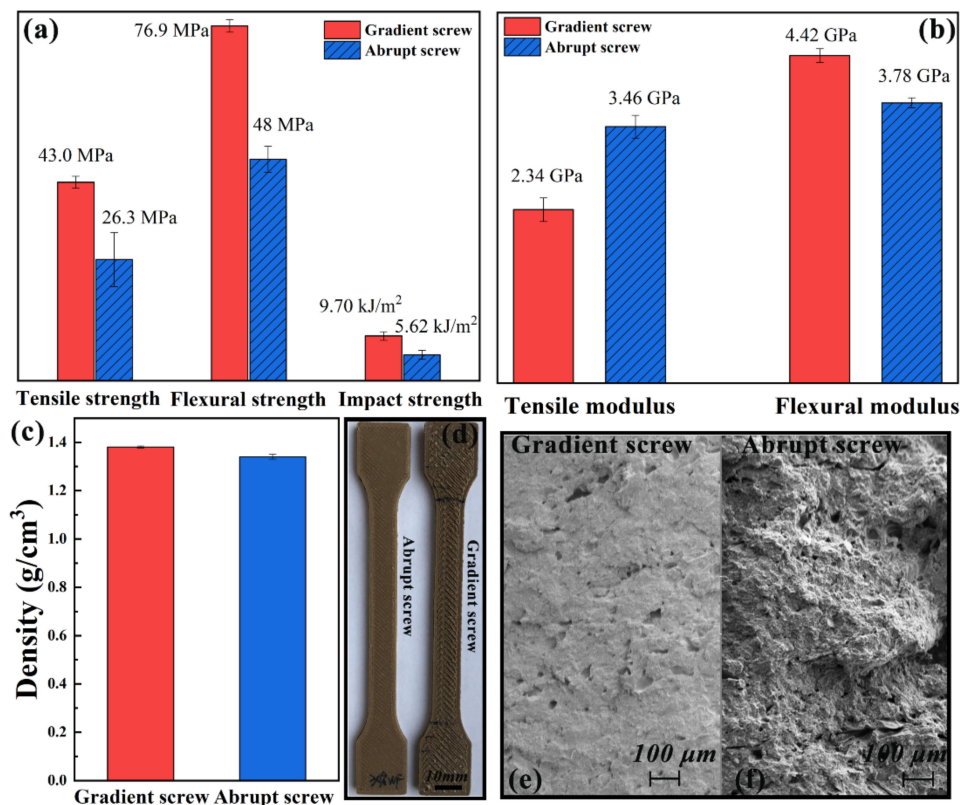 (a)
Gradient screw
Abrupt screw
76.9 MPa
48 MPa
43.0 MPa
26.3 MPa
9.70 kJ/m²
5.62 kJ/m²
Tensile strength Flexural strength Impact strength
(b)
Gradient screw
Abrupt screw
4.42 GPa
3.78 GPa
3.46 GPa
2.34 GPa
Tensile modulus Flexural modulus
(c)
Density (g/cm³)
1.4
1.2
1.0
0.8
0.6
0.4
0.2
0.0
Gradient screw Abrupt screw
(d)
Abrupt screw
Gradient screw
10mm
Gradient screw
100 μm
(e)
Abrupt screw
100 μm
(f)